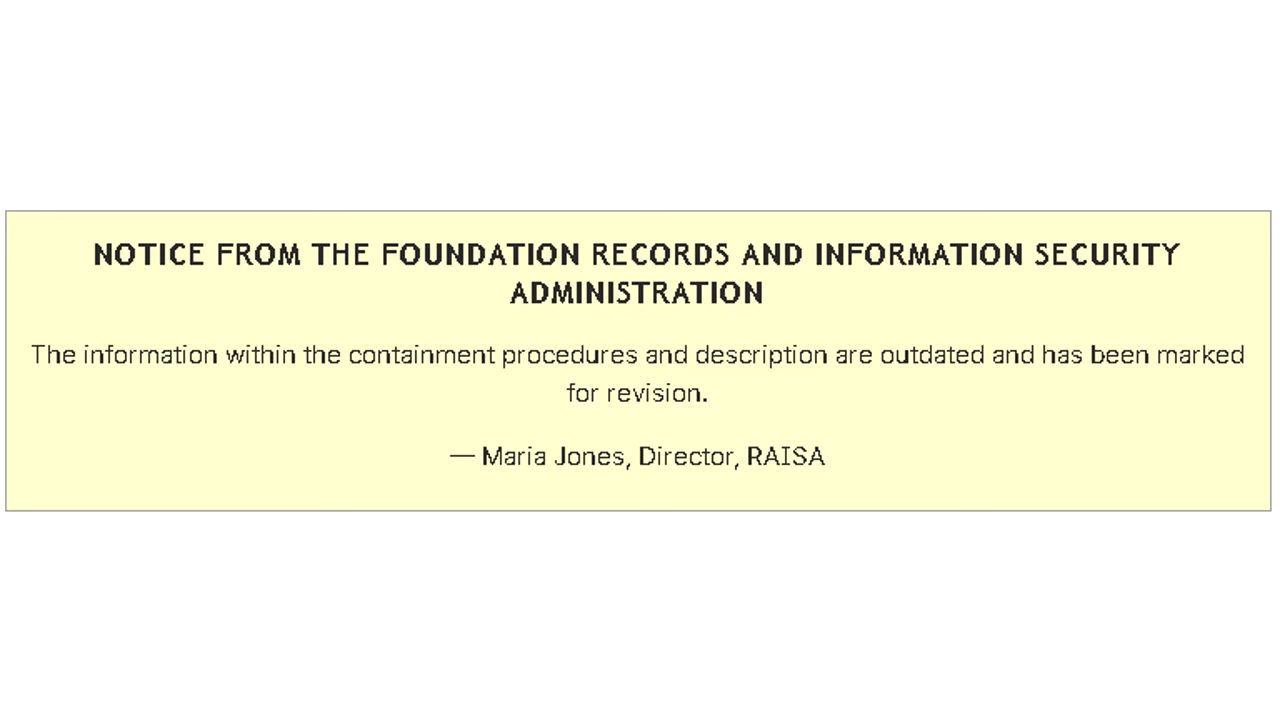 NOTICE FROM THE FOUNDATION RECORDS AND INFORMATION SECURITY
ADMINISTRATION
The information within the containment procedures and description are outdated and has been marked
for revision.
— Maria Jones, Director, RAISA